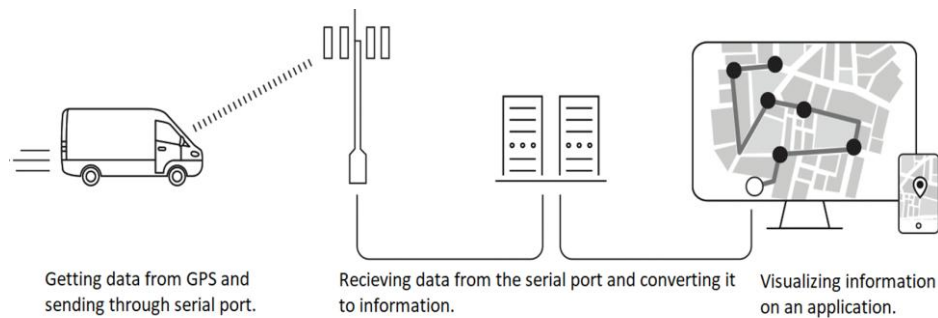 Getting data from GPS and
sending through serial port.
Recieving data from the serial port and converting it
to information.
Visualizing information
on an application.